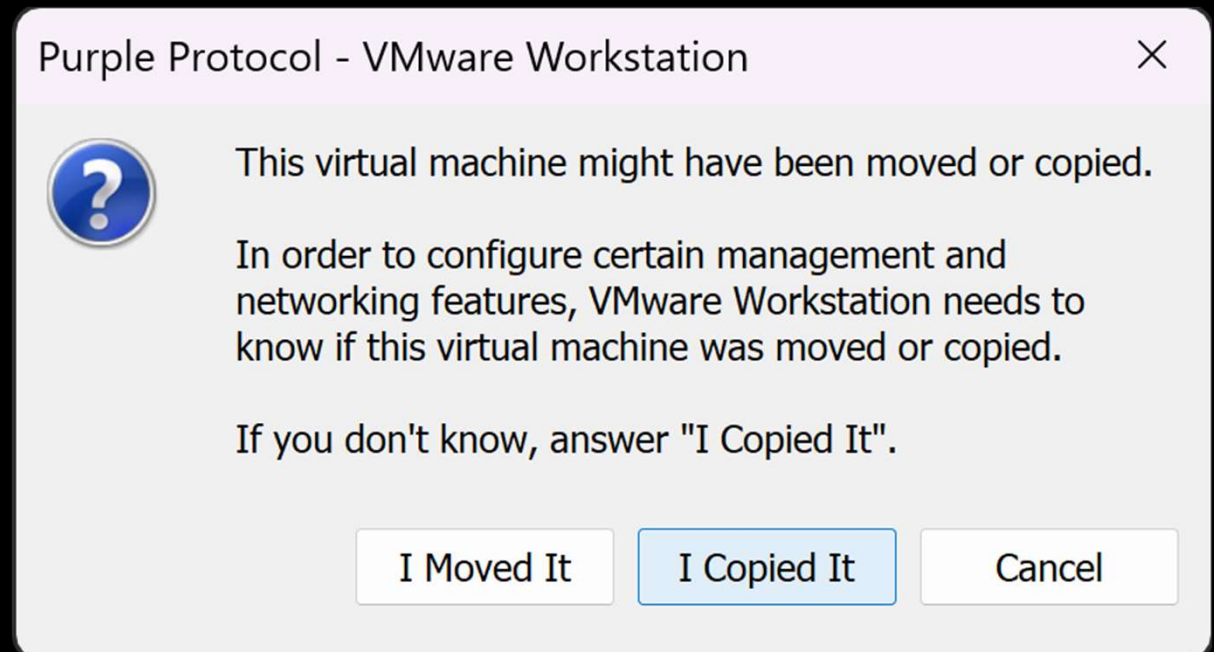 Purple Protocol - VMware Workstation
This virtual machine might have been moved or copied.
In order to configure certain management and
networking features, VMware Workstation needs to
know if this virtual machine was moved or copied.
If you don't know, answer "I Copied It".
I Moved It
I Copied It
Cancel